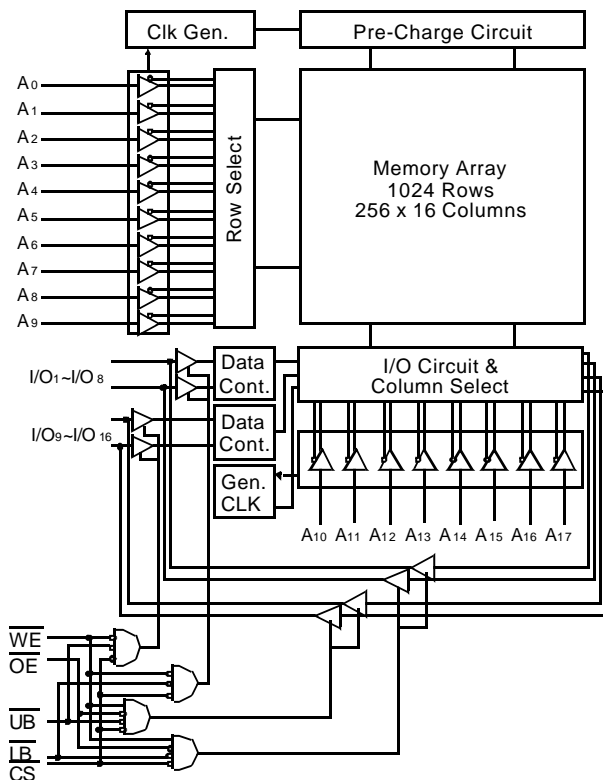 Clk Gen.
Pre-Charge Circuit
A0
A1
A2
A3
A4
A5
A6
A7
A8
A9
Row Select
Memory Array
1024 Rows
256 x 16 Columns
I/O1~I/O8
I/O9~I/O16
Data
Cont.
Data
Cont.
Gen.
CLK
I/O Circuit &
Column Select
A10 A11 A12 A13 A14 A15 A16 A17
WE
OE
UB
LB
CS